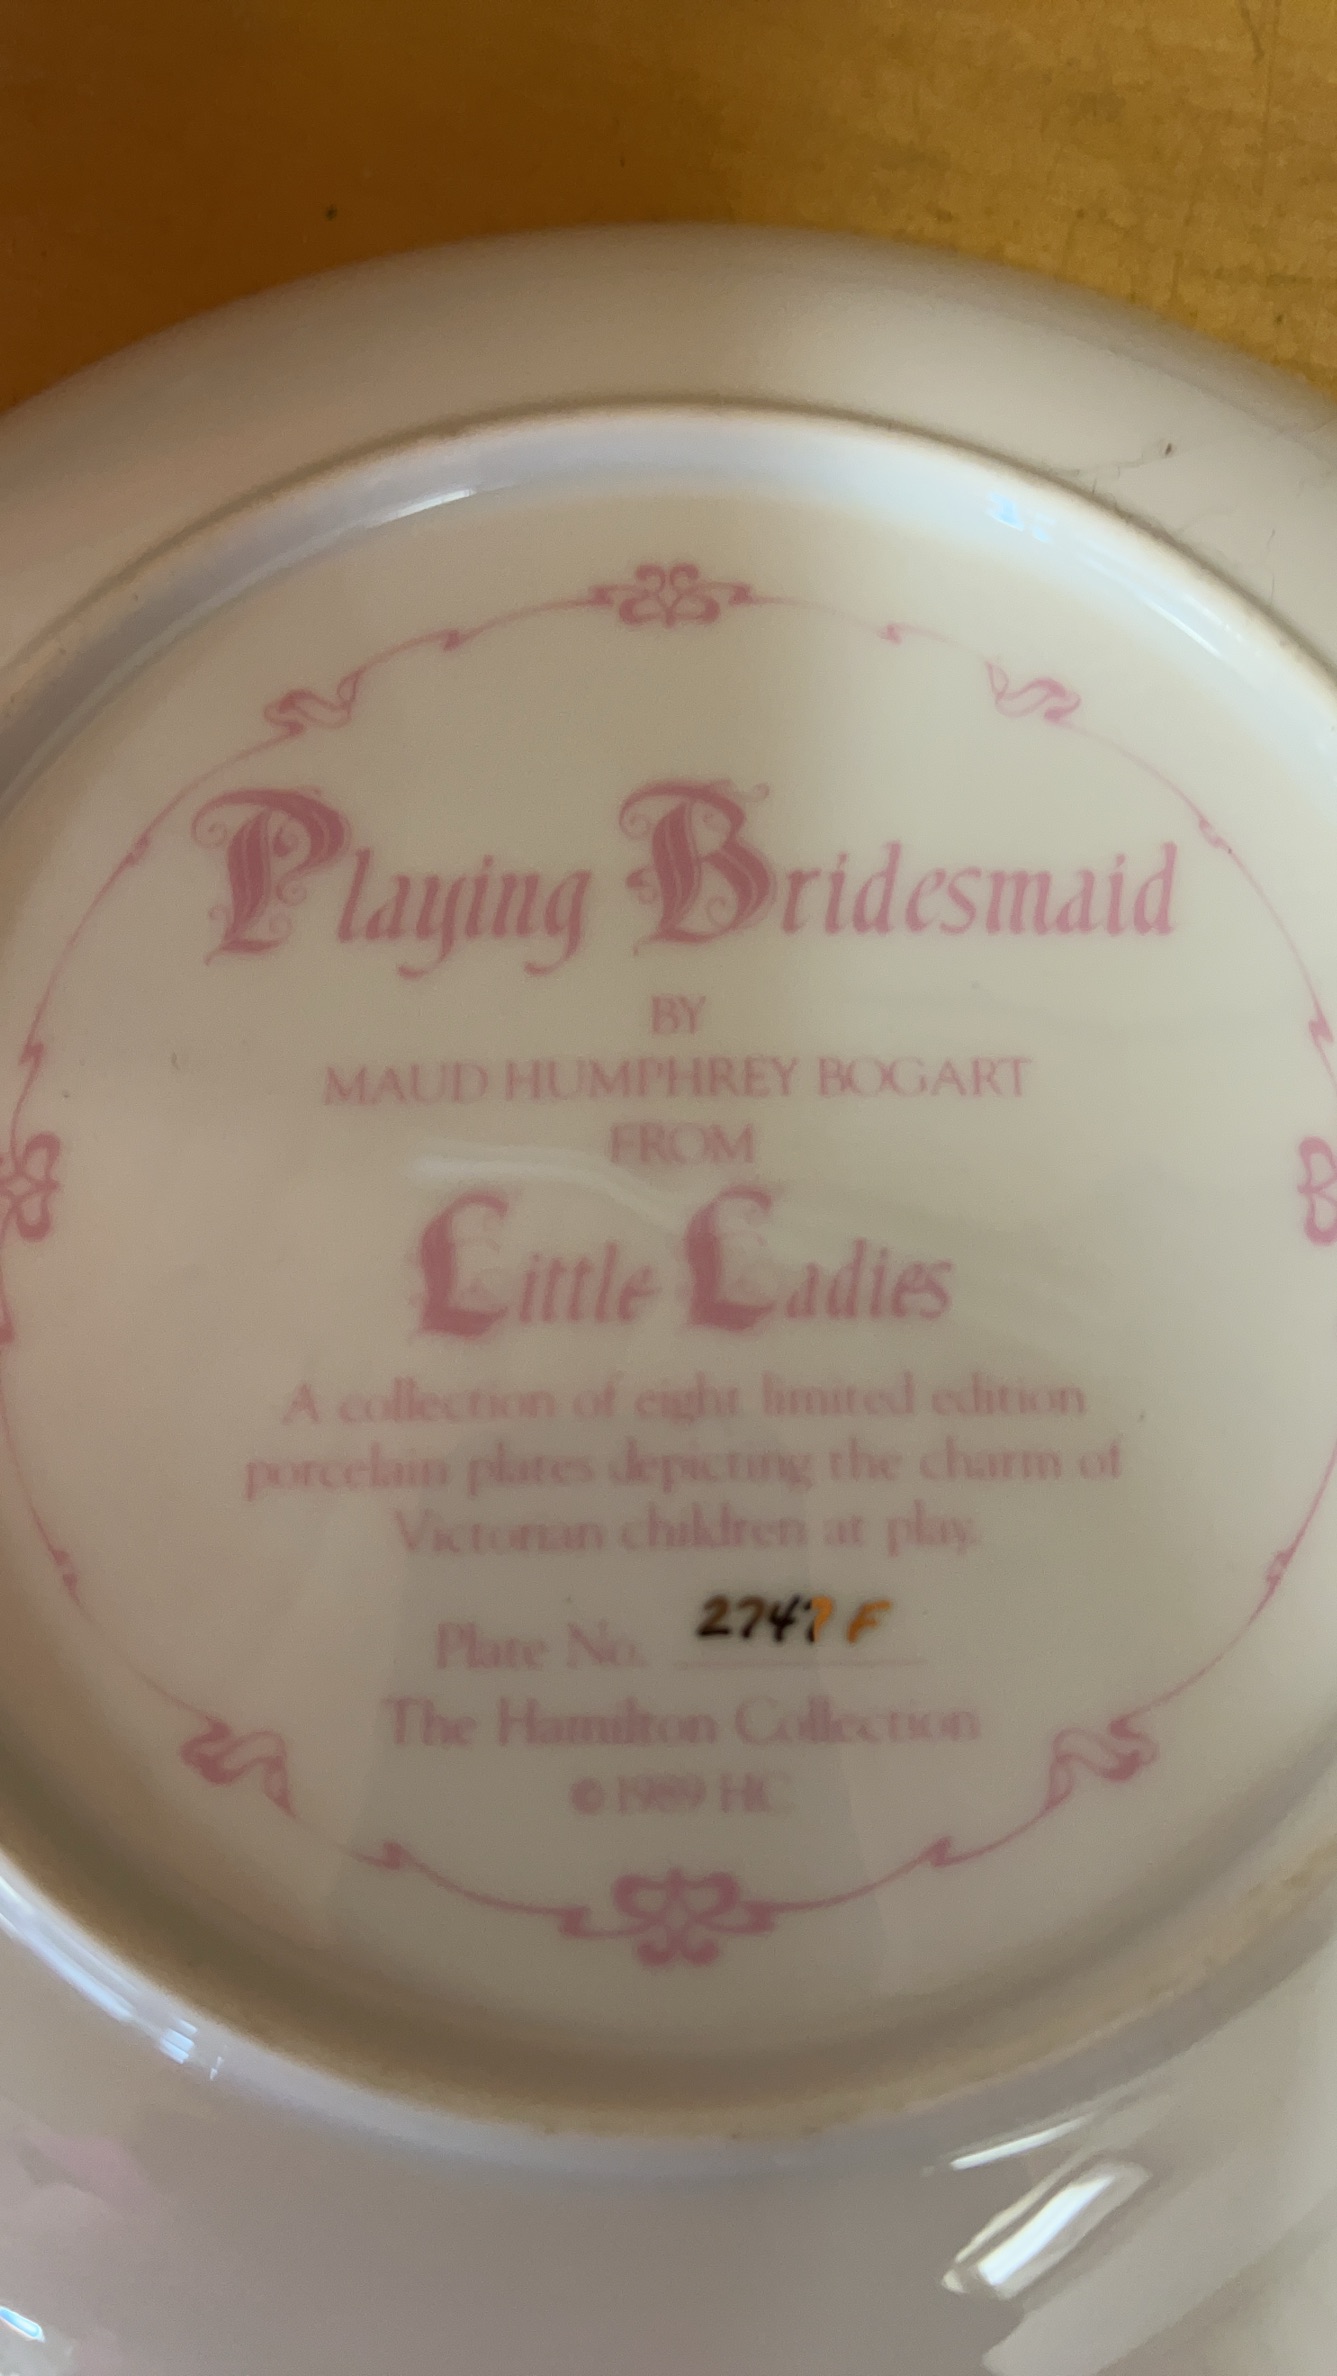 Playing Bridesmaid
BY
MAUD HUMPHREY BOGART
FROM
Little Ladies
A collection of eight limited edition
porcelain plates depicting the charm of
Victorian children at play.
Plate No. 2747 F
The Hamilton Collection
© 1989 HC